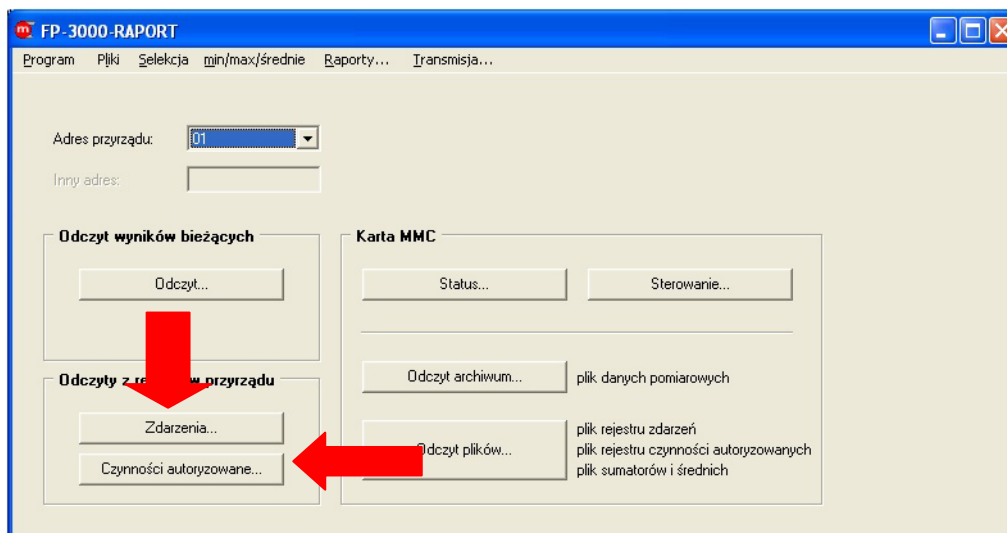 FP-3000-RAPORT
Program Pliki Selekcja min/max/średnie Raporty... Transmisja...
Adres przyrządu: 01
Inny adres:
Odczyt wyników bieżących
Odczyt...
Odczyty z przyrządu
Zdarzenia...
Czynności autoryzowane...
Karta MMC
Status... Sterowanie...
Odczyt archiwum... plik danych pomiarowych
Odczyt plików...
plik rejestru zdarzeń
plik rejestru czynności autoryzowanych
plik sumatorów i średnich